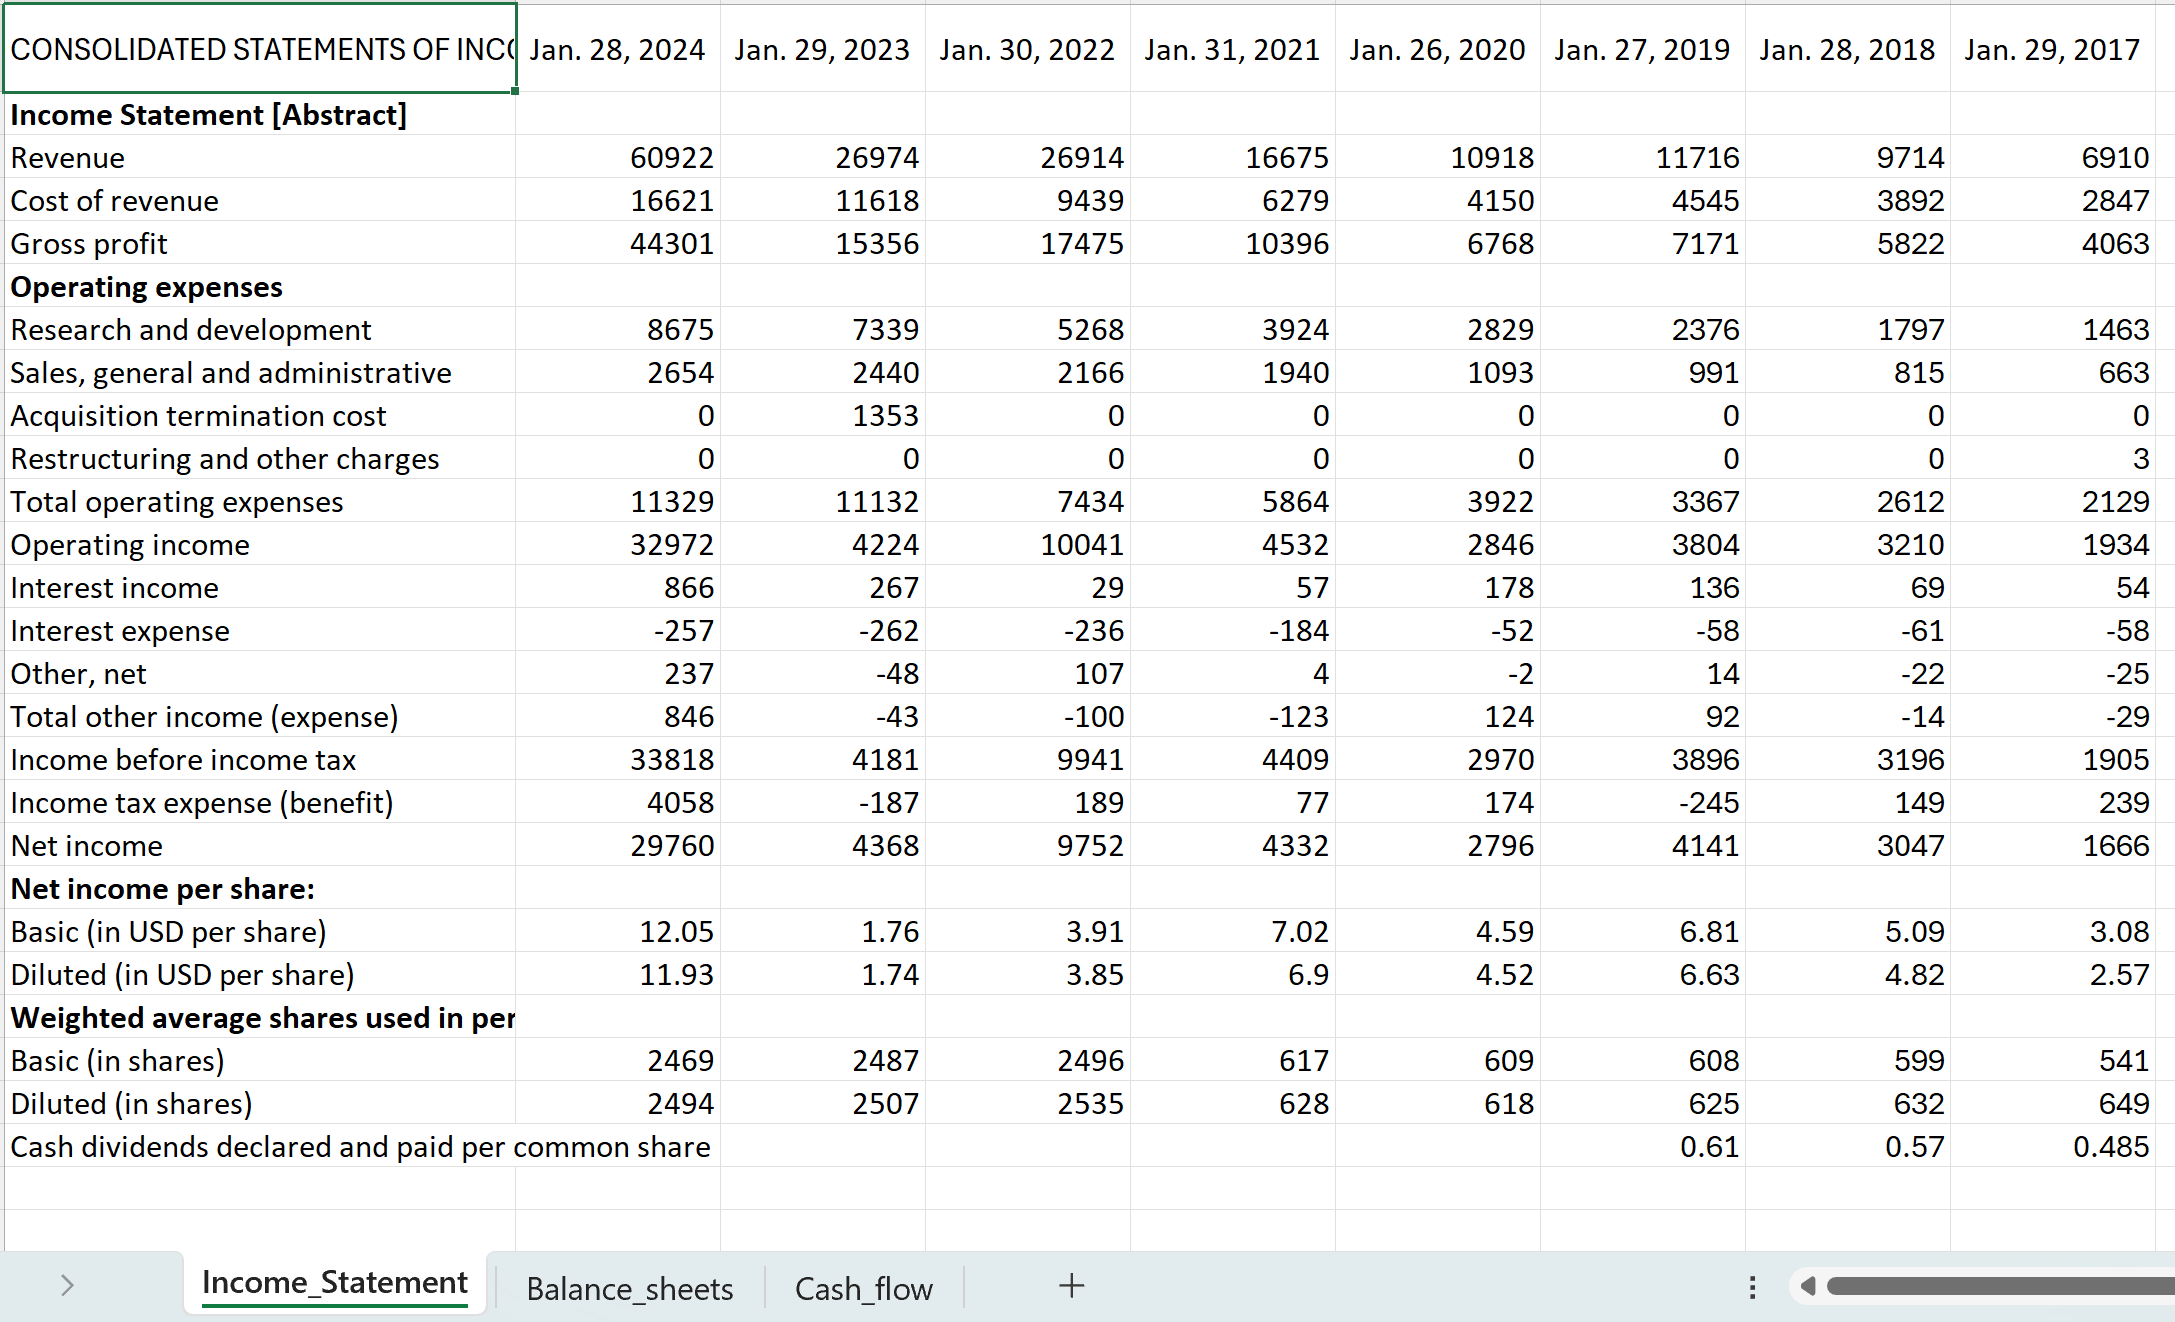 CONSOLIDATED STATEMENTS OF INCO Jan. 28, 2024 Jan. 29, 2023 Jan. 30, 2022 Jan. 31, 2021 Jan. 26, 2020 Jan. 27, 2019 Jan. 28, 2018 Jan. 29, 2017
Income Statement [Abstract]
Revenue 60922 26974 26914 16675 10918 11716 9714 6910
Cost of revenue 16621 11618 9439 6279 4150 4545 3892 2847
Gross profit 44301 15356 17475 10396 6768 7171 5822 4063
Operating expenses
Research and development 8675 7339 5268 3924 2829 2376 1797 1463
Sales, general and administrative 2654 2440 2166 1940 1093 991 815 663
Acquisition termination cost 0 1353 0 0 0 0 0 0
Restructuring and other charges 0 0 0 0 0 0 0 3
Total operating expenses 11329 11132 7434 5864 3922 3367 2612 2129
Operating income 32972 4224 10041 4532 2846 3804 3210 1934
Interest income 866 267 29 57 178 136 69 54
Interest expense -257 -262 -236 -184 -52 -58 -61 -58
Other, net 237 -48 107 4 -2 14 -22 -25
Total other income (expense) 846 -43 -100 -123 124 92 -14 -29
Income before income tax 33818 4181 9941 4409 2970 3896 3196 1905
Income tax expense (benefit) 4058 -187 189 77 174 -245 149 239
Net income 29760 4368 9752 4332 2796 4141 3047 1666
Net income per share:
Basic (in USD per share) 12.05 1.76 3.91 7.02 4.59 6.81 5.09 3.08
Diluted (in USD per share) 11.93 1.74 3.85 6.9 4.52 6.63 4.82 2.57
Weighted average shares used in per
Basic (in shares) 2469 2487 2496 617 609 608 599 541
Diluted (in shares) 2494 2507 2535 628 618 625 632 649
Cash dividends declared and paid per common share 0.61 0.57 0.485
Income_Statement Balance_sheets Cash_flow